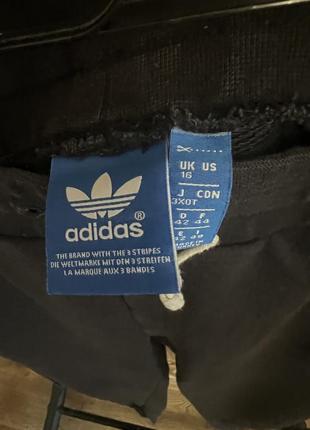 adidas®
THE BRAND WITH THE 3 STRIPES
DIE WELTMARKE MIT DEN 3 STREIFEN
LA MARQUE AUX 3 BANDES
UK US
16
J CDN
3XOT
D F
42 44
E I